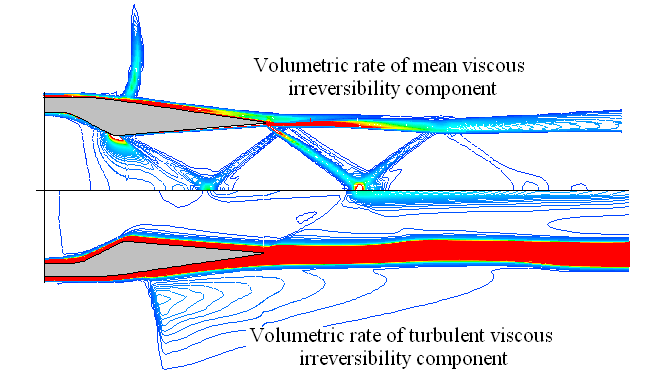 Volumetric rate of mean viscous
irreversibility component
Volumetric rate of turbulent viscous
irreversibility component